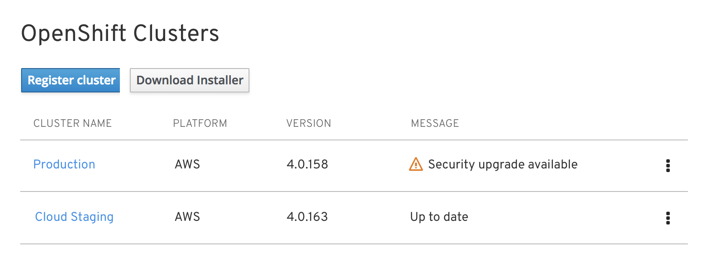 OpenShift Clusters
Register cluster Download Installer
CLUSTER NAME PLATFORM VERSION MESSAGE
Production AWS 4.0.158 Security upgrade available
Cloud Staging AWS 4.0.163 Up to date